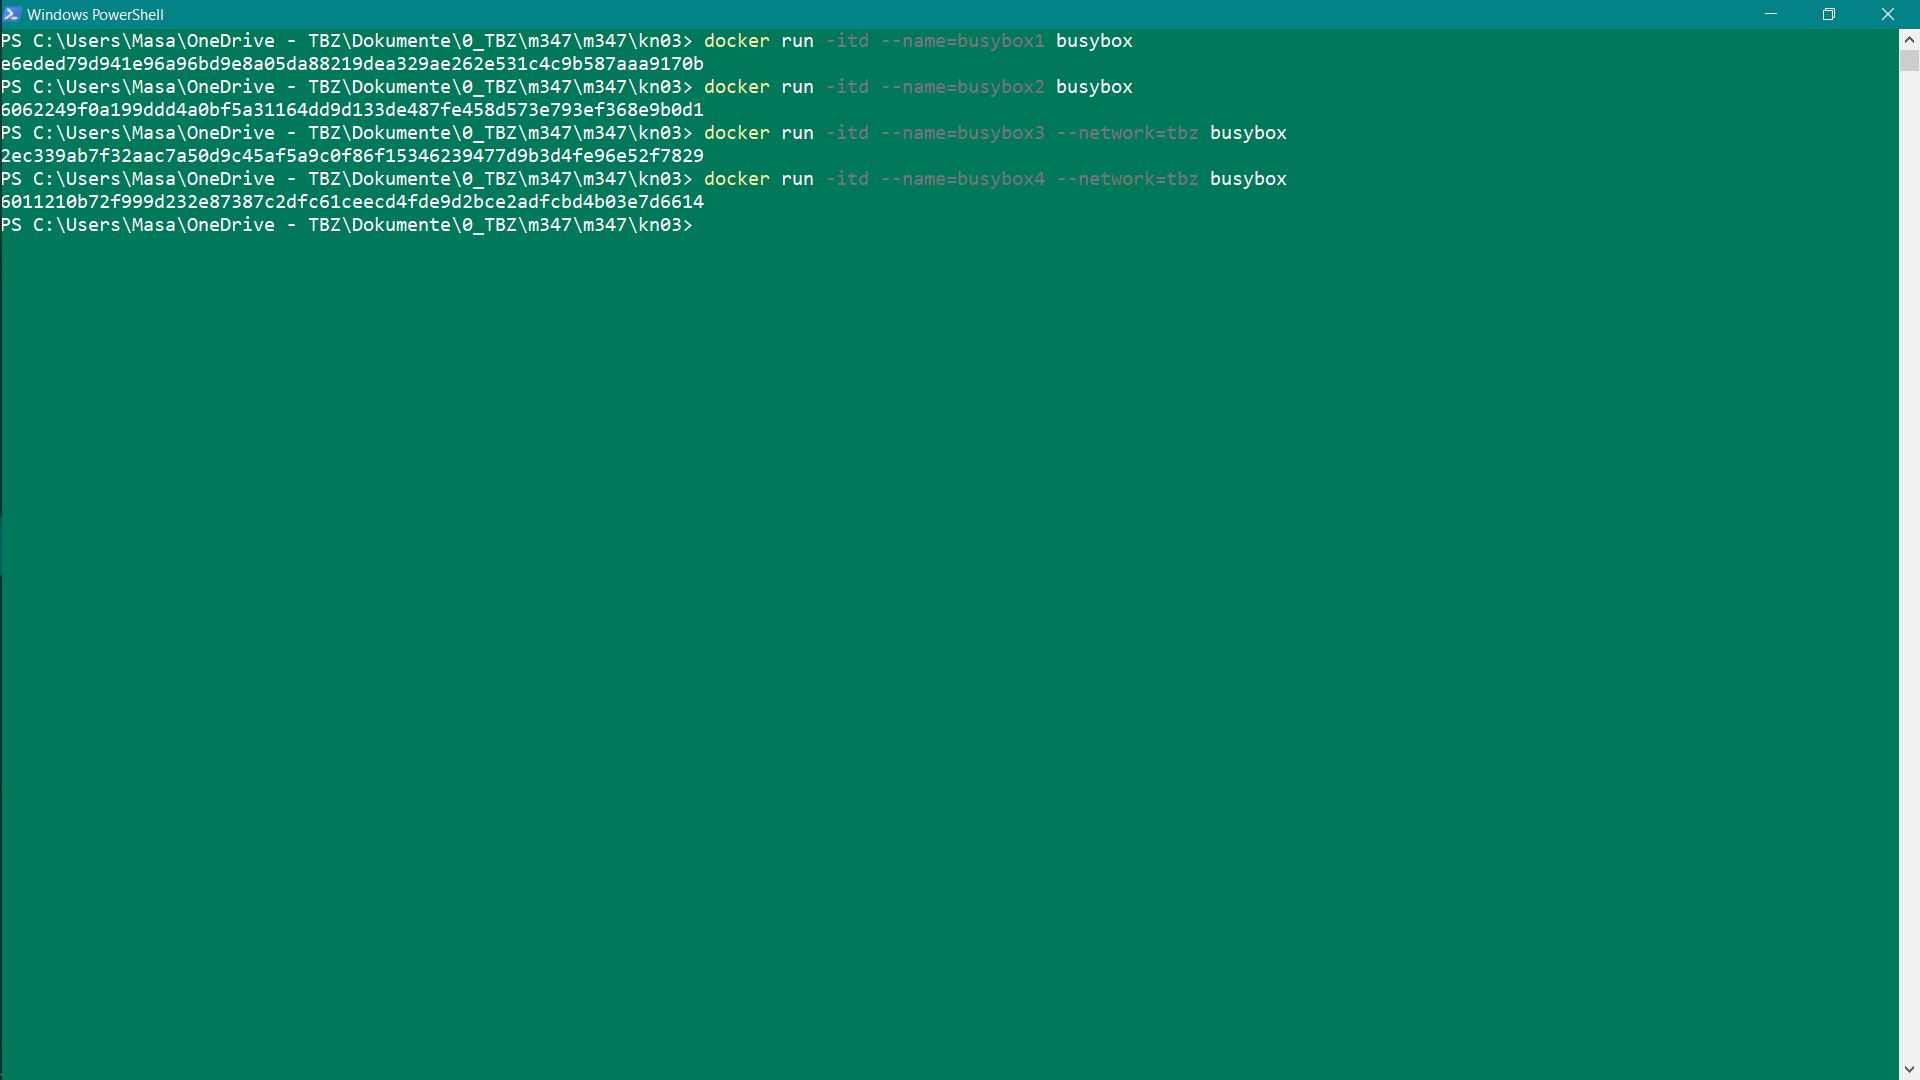 Windows PowerShell
PS C:\Users\Masa\OneDrive - TBZ\Dokumente\0_TBZ\m347\m347\kn03> docker run -itd --name=busybox1 busybox
e6eded79d941e96a96bd9e8a05da88219dea329ae262e531c4c9b587aaa9170b
PS C:\Users\Masa\OneDrive - TBZ\Dokumente\0_TBZ\m347\m347\kn03> docker run -itd --name=busybox2 busybox
6062249f0a199ddd4a0bf5a31164dd9d133de487fe458d573e793ef368e9b0d1
PS C:\Users\Masa\OneDrive - TBZ\Dokumente\0_TBZ\m347\m347\kn03> docker run -itd --name=busybox3 --network=tbz busybox
2ec339ab7f32aac7a50d9c45af5a9c0f86f15346239477d9b3d4fe96e52f7829
PS C:\Users\Masa\OneDrive - TBZ\Dokumente\0_TBZ\m347\m347\kn03> docker run -itd --name=busybox4 --network=tbz busybox
6011210b72f999d232e87387c2dfc61ceecd4fde9d2bce2adfcbd4b03e7d6614
PS C:\Users\Masa\OneDrive - TBZ\Dokumente\0_TBZ\m347\m347\kn03>